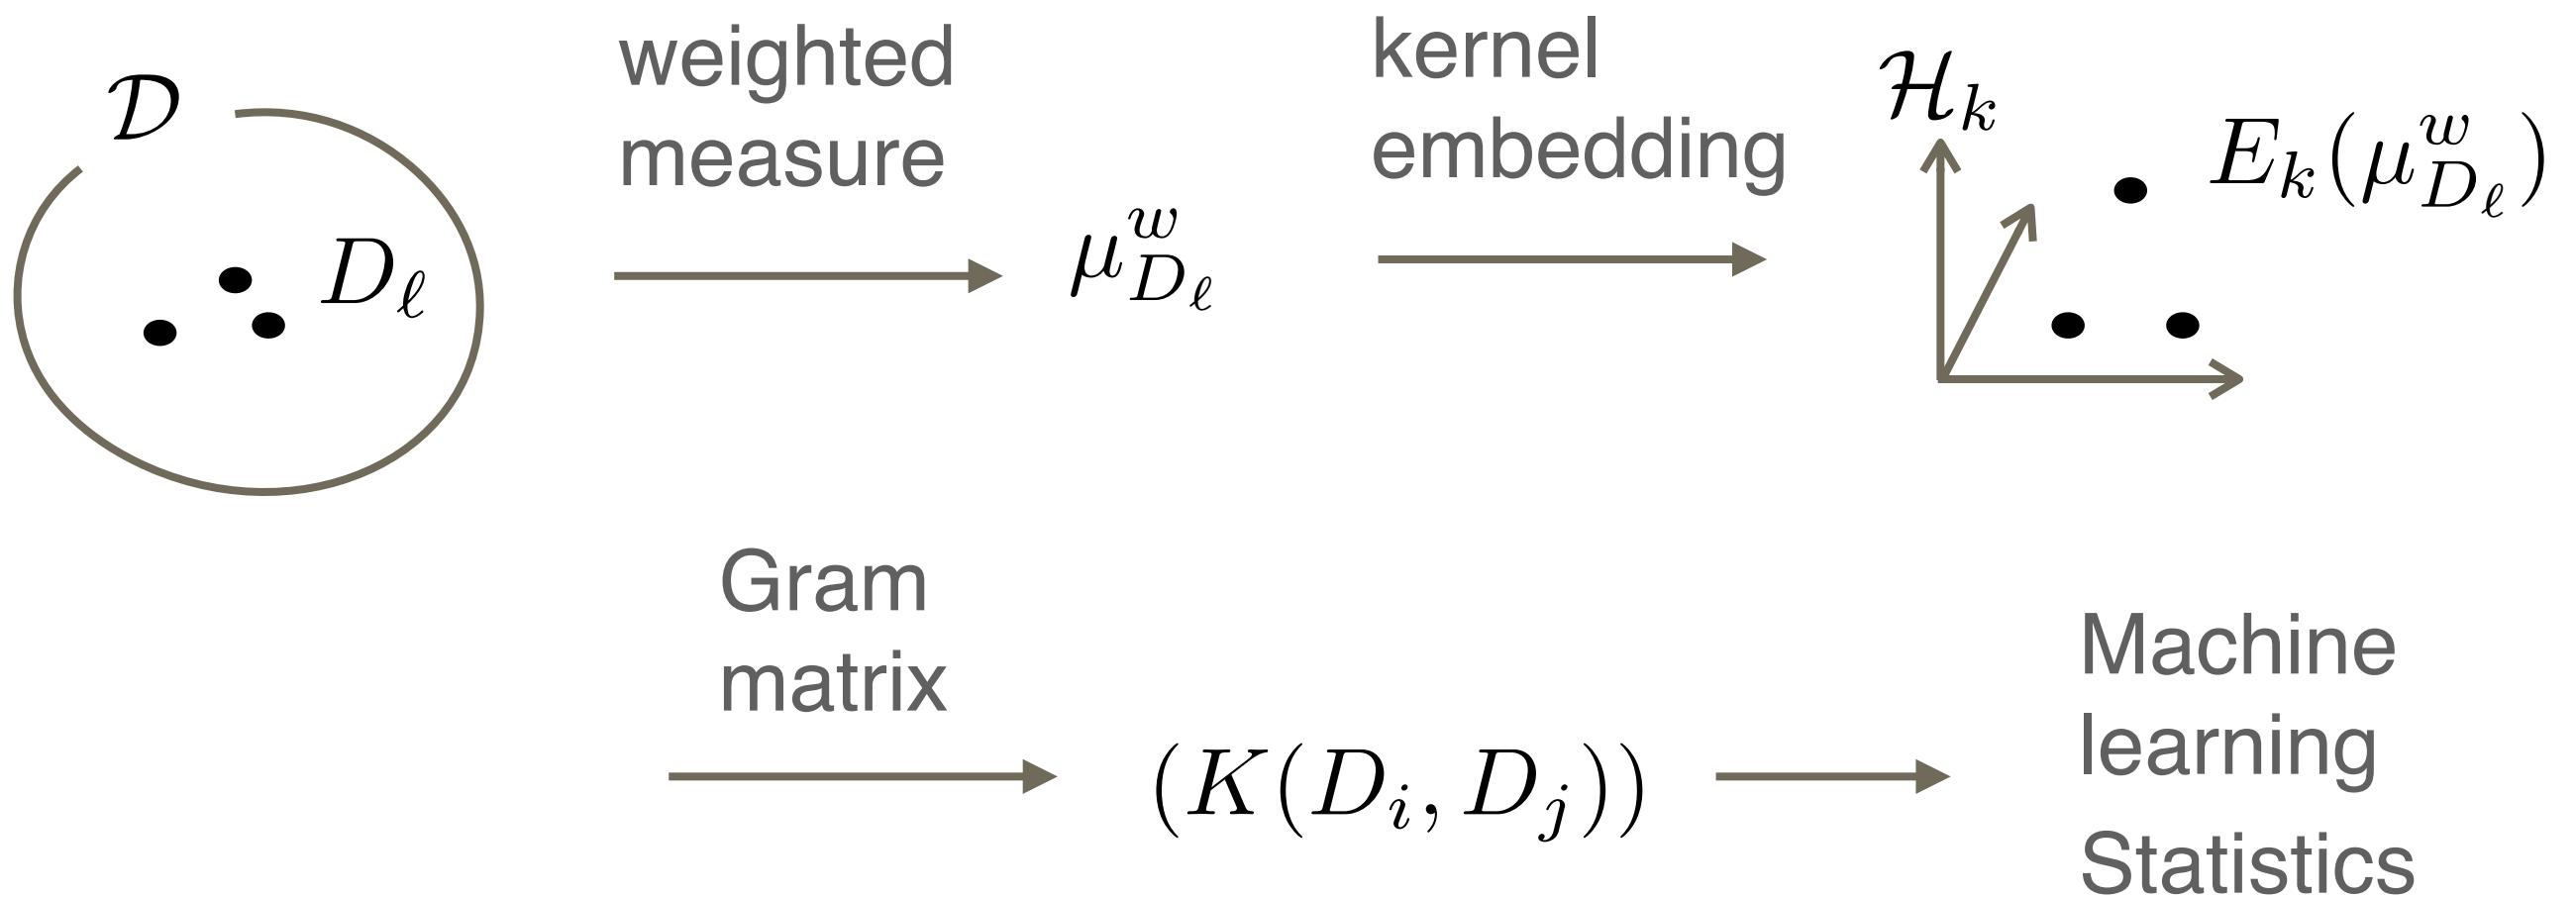 𝒟
D_ℓ
weighted
measure
μ^w_{D_ℓ}
kernel
embedding
ℋ_k
E_k(μ^w_{D_ℓ})
Gram
matrix
(K(D_i, D_j))
Machine
learning
Statistics